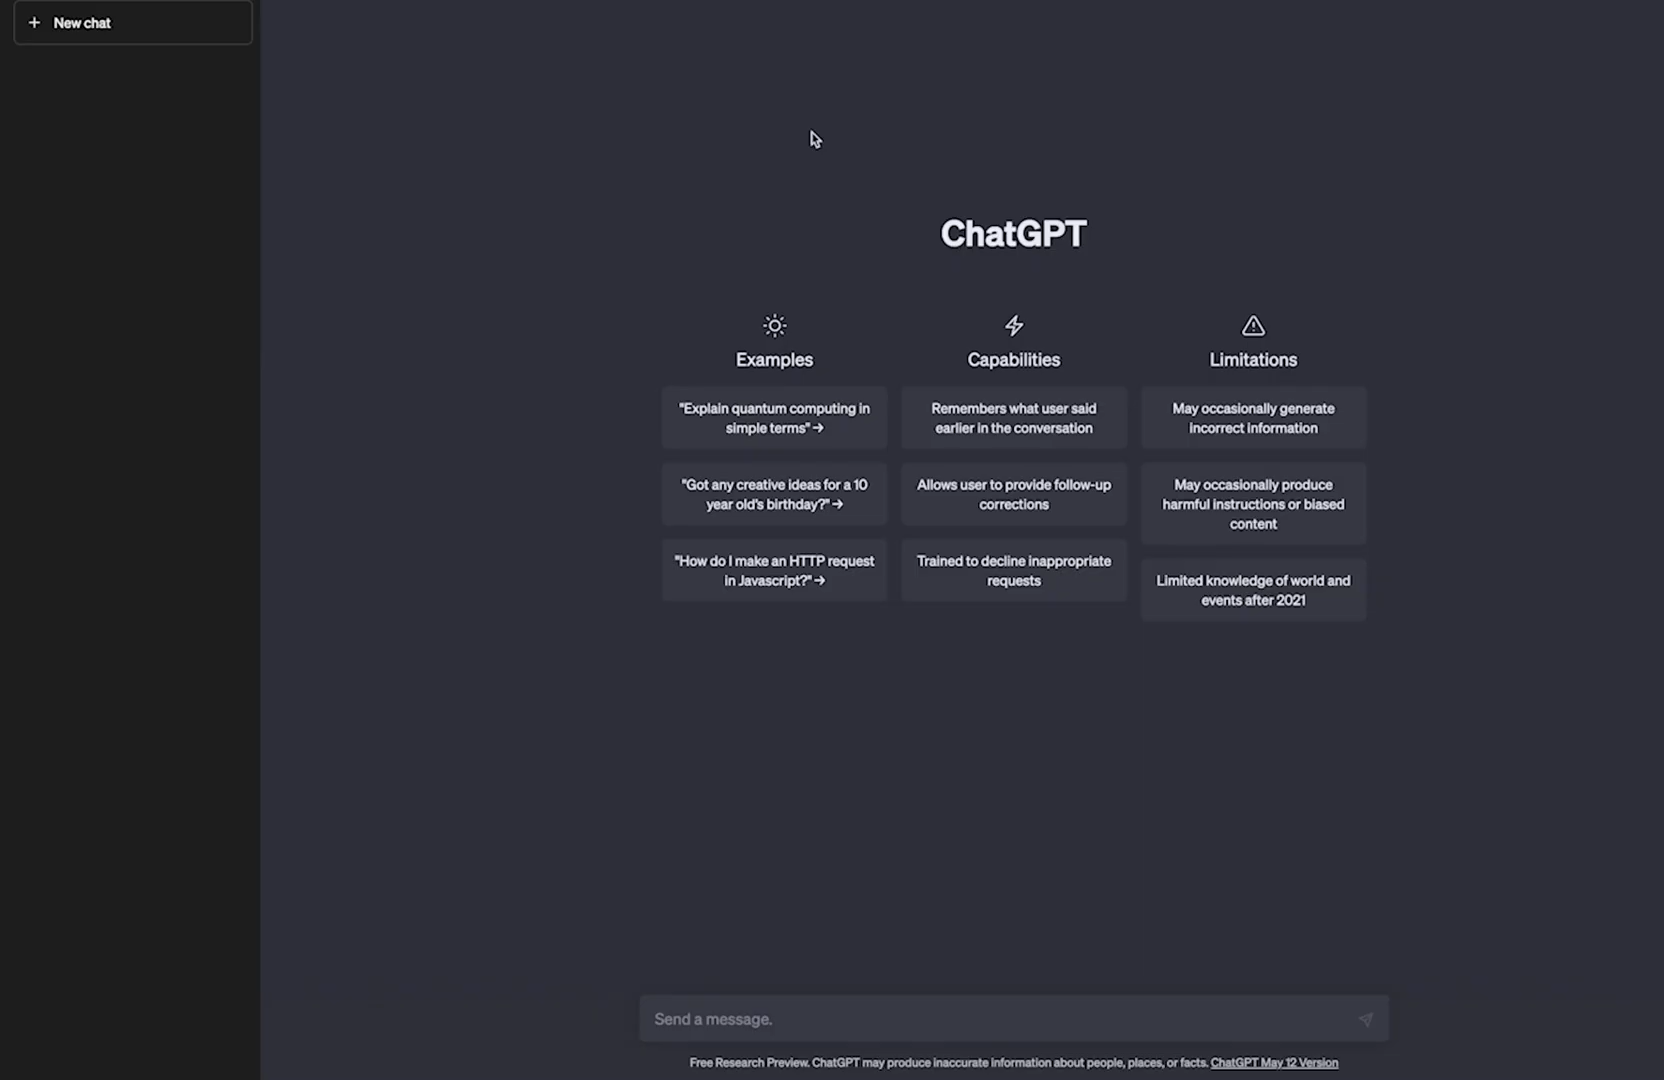 + New chat
ChatGPT
Examples
"Explain quantum computing in
simple terms" →
"Got any creative ideas for a 10
year old's birthday?" →
"How do I make an HTTP request
in Javascript?" →
Capabilities
Remembers what user said
earlier in the conversation
Allows user to provide follow-up
corrections
Trained to decline inappropriate
requests
Limitations
May occasionally generate
incorrect information
May occasionally produce
harmful instructions or biased
content
Limited knowledge of world and
events after 2021
Send a message.
Free Research Preview. ChatGPT may produce inaccurate information about people, places, or facts. ChatGPT May 12 Version